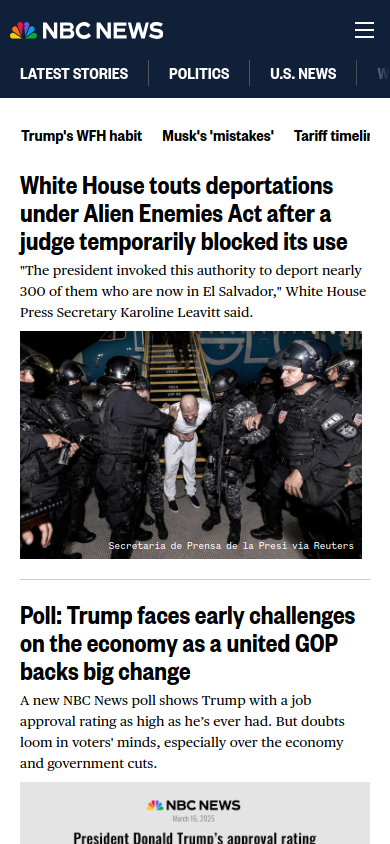 NBC NEWS
LATEST STORIES
POLITICS
U.S. NEWS
Trump's WFH habit
Musk's 'mistakes'
Tariff timelin
White House touts deportations
under Alien Enemies Act after a
judge temporarily blocked its use
"The president invoked this authority to deport nearly
300 of them who are now in El Salvador," White House
Press Secretary Karoline Leavitt said.
Secretaria de Prensa de la Presi via Reuters
Poll: Trump faces early challenges
on the economy as a united GOP
backs big change
A new NBC News poll shows Trump with a job
approval rating as high as he’s ever had. But doubts
loom in voters' minds, especially over the economy
and government cuts.
NBC NEWS
March 16, 2025
President Donald Trump’s approval rating